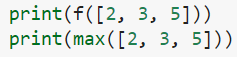 print(f([2, 3, 5]))
print(max([2, 3, 5]))